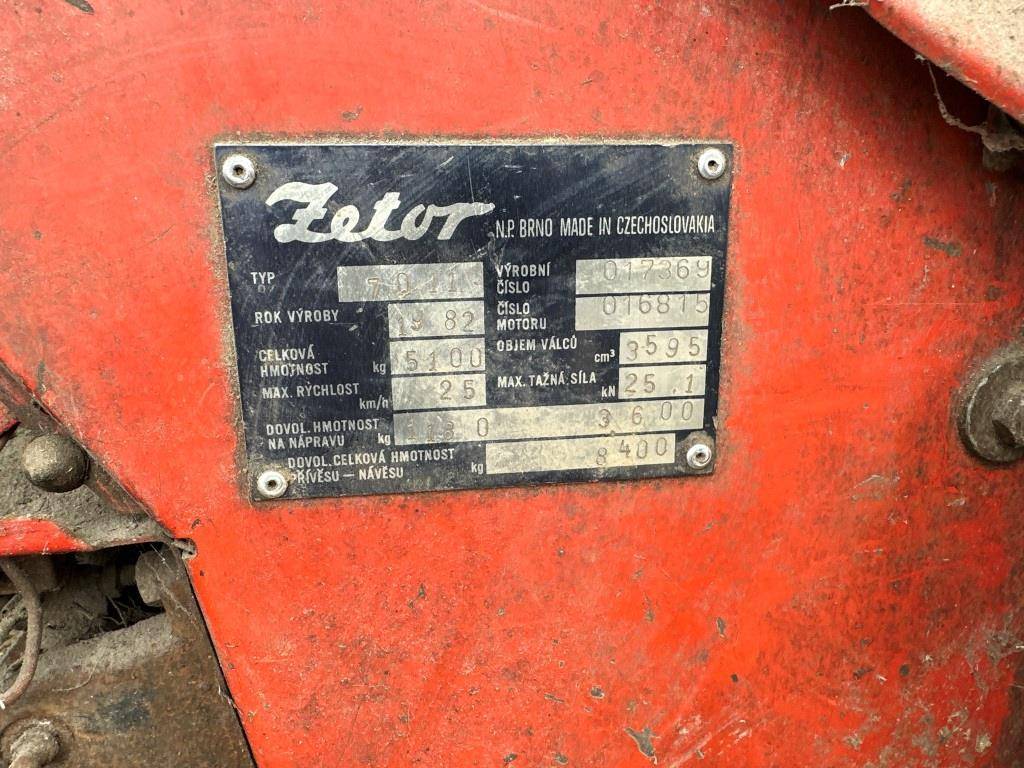 Zetor N.P. BRNO MADE IN CZECHOSLOVAKIA
TYP 7011
VÝROBNÍ ČÍSLO 017369
ROK VÝROBY 1982
ČÍSLO MOTORU 016815
CELKOVÁ HMOTNOST kg 5100
OBJEM VÁLCŮ cm³ 3595
MAX. RÝCHLOST km/h 25
MAX. TAŽNÁ SÍLA kN 25.1
DOVOL. HMOTNOST NA NÁPRAVU kg 3600
DOVOL. CELKOVÁ HMOTNOST PŘÍVĚSU – NÁVĚSU kg 8400